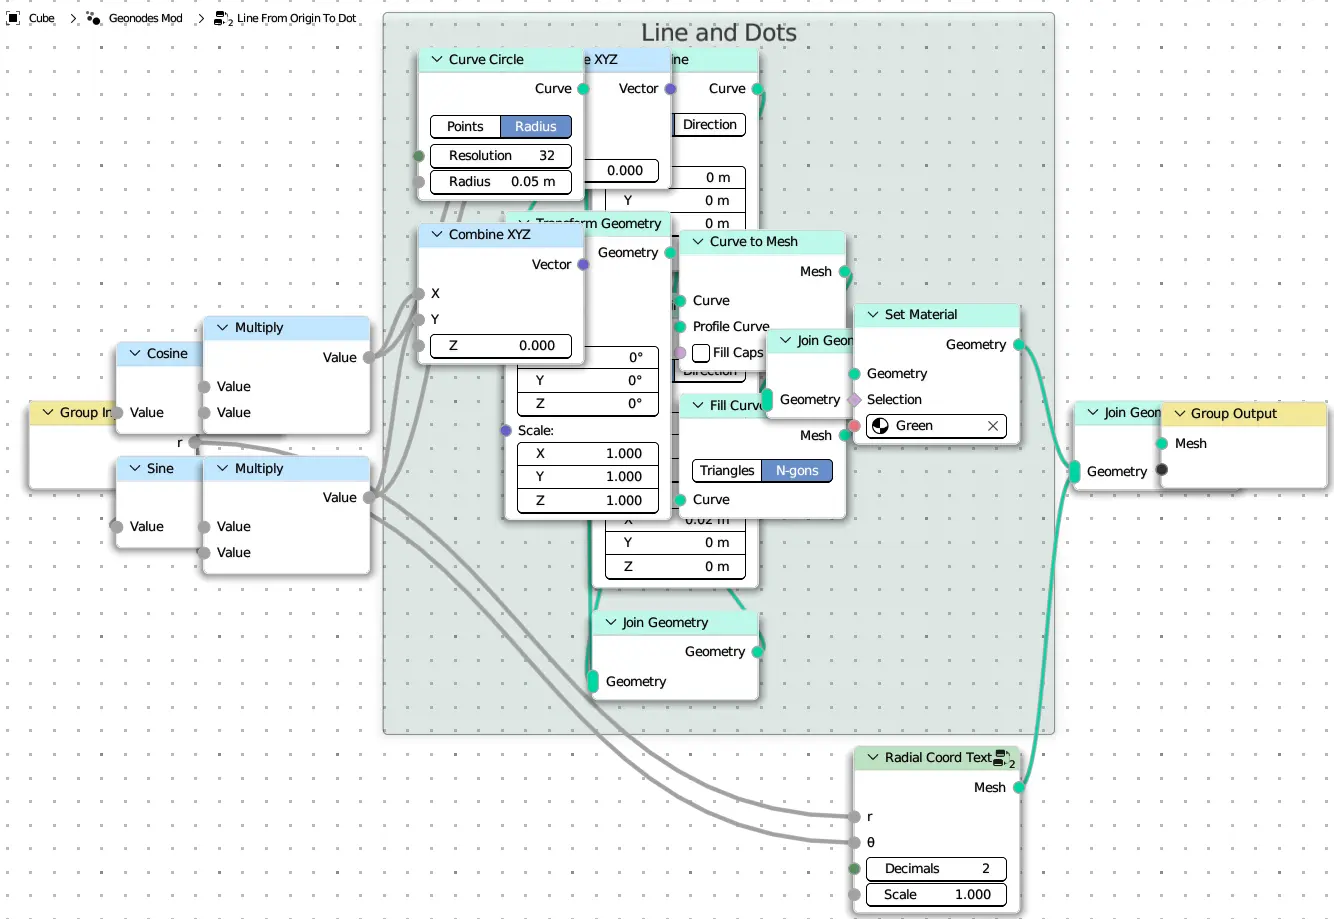 Cube > Geonodes Mod > 2 Line From Origin To Dot
Line and Dots
Curve Circle
Curve
Points Radius
Resolution 32
Radius 0.05 m
XYZ
Vector
0.000
Curve
Direction
0 m
Y 0 m
0 m
Transform Geometry
Geometry
0°
Y 0°
Z 0°
Scale:
X 1.000
Y 1.000
Z 1.000
Combine XYZ
Vector
X
Y
Z 0.000
Curve to Mesh
Mesh
Curve
Profile Curve
Fill Caps
Direction
Join
Geometry
Set Material
Geometry
Geometry
Selection
Green
Fill Curve
Mesh
Triangles N-gons
Curve
X 0.02 m
Y 0 m
Z 0 m
Join Geometry
Geometry
Geometry
Group
r
Cosine
Value
Multiply
Value
Value
Value
Sine
Value
Multiply
Value
Value
Value
Join
Geometry
Group Output
Mesh
Radial Coord Text 2
Mesh
r
θ
Decimals 2
Scale 1.000